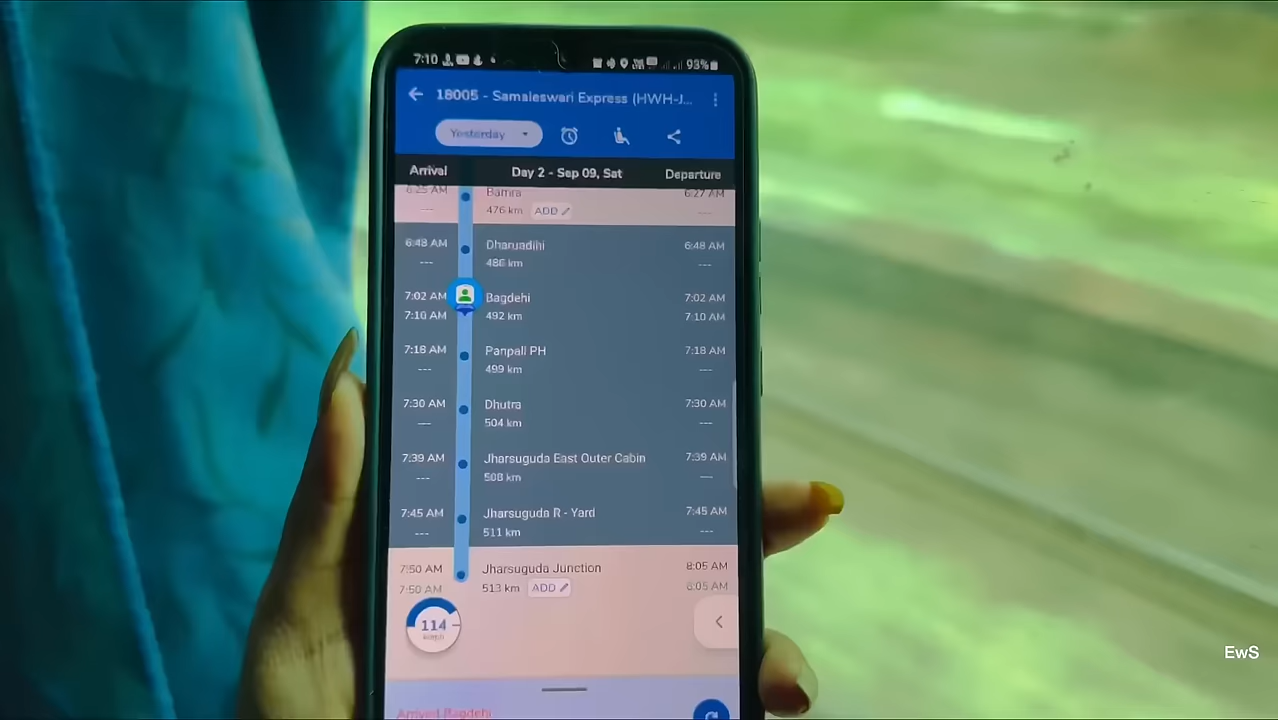 7:10
93%
18005 - Samaleswari Express (HWH-J...
Yesterday
Arrival Day 2 - Sep 09, Sat Departure
6:25 AM Bamra 6:27 AM
--- 476 km ADD ---
6:48 AM Dharuadihi 6:48 AM
--- 486 km ---
7:02 AM Bagdehi 7:02 AM
7:10 AM 492 km 7:10 AM
7:18 AM Panpali PH 7:18 AM
--- 499 km ---
7:30 AM Dhutra 7:30 AM
--- 504 km ---
7:39 AM Jharsuguda East Outer Cabin 7:39 AM
--- 508 km ---
7:45 AM Jharsuguda R - Yard 7:45 AM
--- 511 km ---
7:50 AM Jharsuguda Junction 8:05 AM
7:50 AM 513 km ADD 8:05 AM
114
km/h
Arrived Bagdehi
EwS